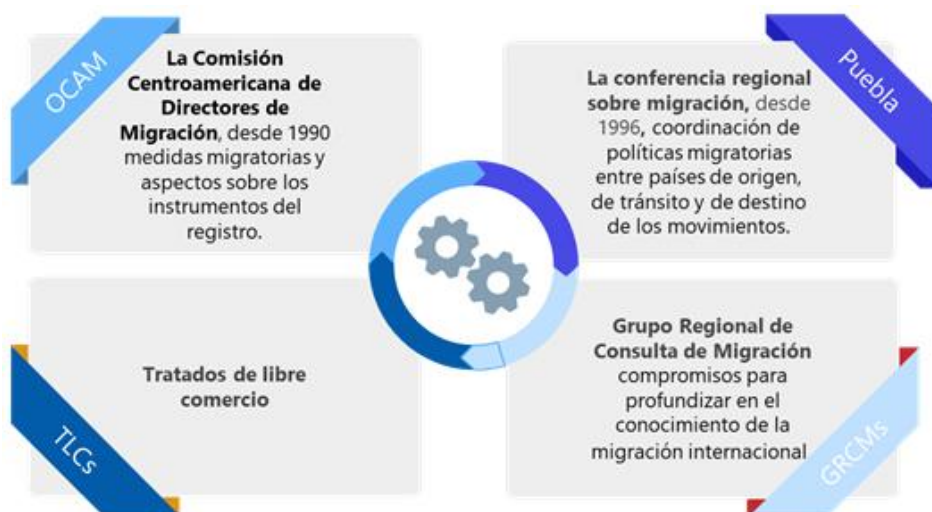 OCAM
La Comisión
Centroamericana de
Directores de
Migración, desde 1990
medidas migratorias y
aspectos sobre los
instrumentos del
registro.
Puebla
La conferencia regional
sobre migración, desde
1996, coordinación de
políticas migratorias
entre países de origen,
de tránsito y de destino
de los movimientos.
TLCs
Tratados de libre
comercio
Grupo Regional de
Consulta de Migración
compromisos para
profundizar en el
conocimiento de la
migración internacional
GRCMs